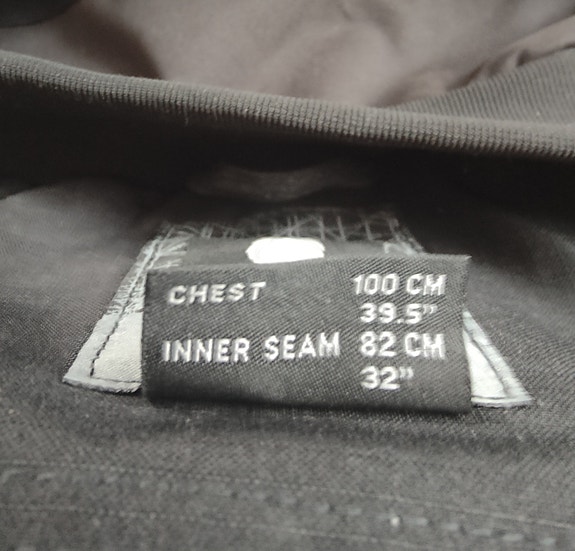 CHEST 100 CM
39.5"
INNER SEAM 82 CM
32"